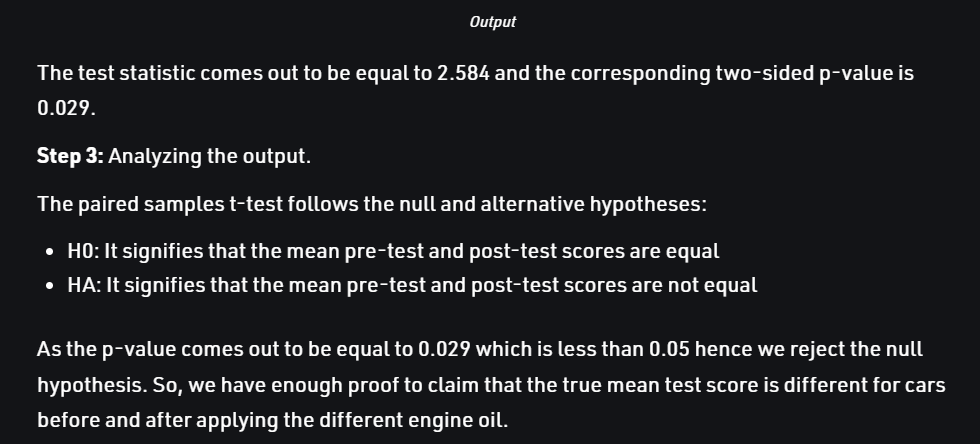 Output
The test statistic comes out to be equal to 2.584 and the corresponding two-sided p-value is
0.029.
Step 3: Analyzing the output.
The paired samples t-test follows the null and alternative hypotheses:
• H0: It signifies that the mean pre-test and post-test scores are equal
• HA: It signifies that the mean pre-test and post-test scores are not equal
As the p-value comes out to be equal to 0.029 which is less than 0.05 hence we reject the null
hypothesis. So, we have enough proof to claim that the true mean test score is different for cars
before and after applying the different engine oil.